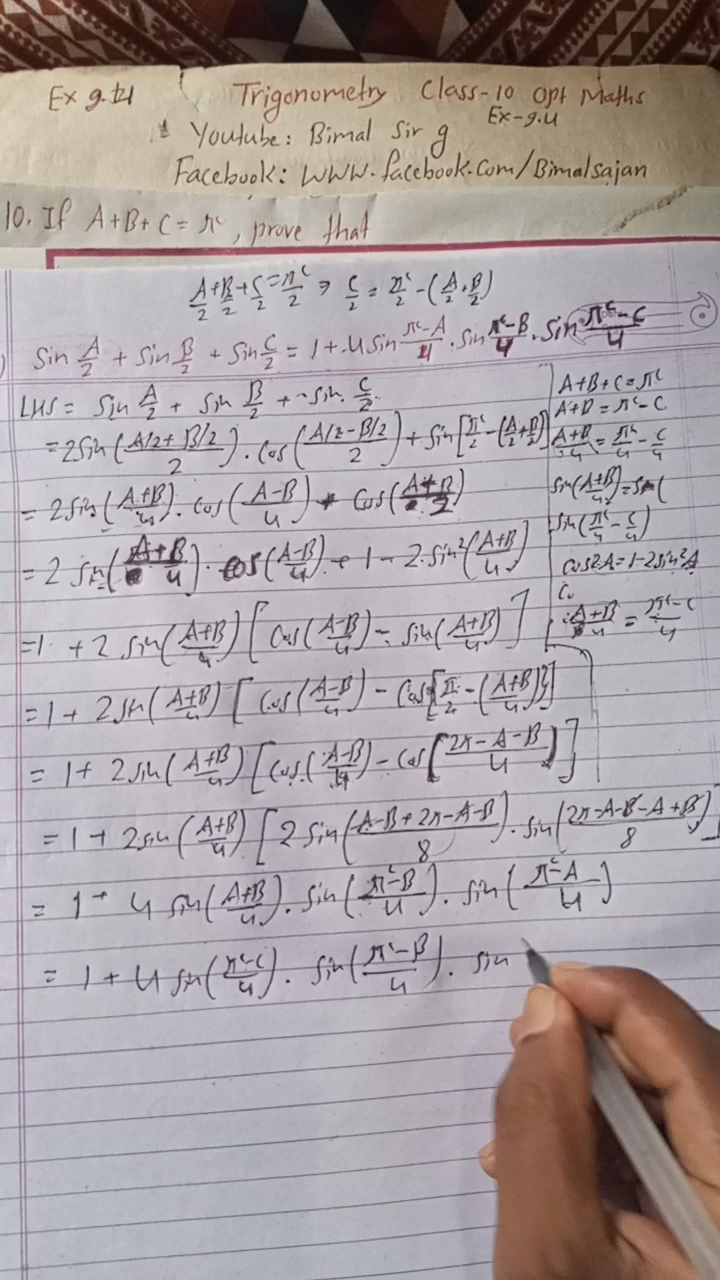 Ex 9.4 Trigonometry Class-10 Opt Maths
Ex-9.4
Youtube: Bimal Sir g
Facebook: WWW.facebook.Com/Bimalsajan
10. If A+B+C = π^c, prove that
A/2 + B/2 + C/2 = π^c/2 ⇒ C/2 = π^c/2 - (A/2 + B/2)
Sin A/2 + Sin B/2 + Sin C/2 = 1 + 4 Sin (π^c-A)/4 . Sin (π^c-B)/4 . Sin (π^c-C)/4
LHS = Sin A/2 + Sin B/2 + Sin C/2
= 2Sin((A/2 + B/2)/2) . Cos((A/2 - B/2)/2) + Sin[π^c/2 - (A/2 + B/2)]
= 2Sin((A+B)/4) . Cos((A-B)/4) + Cos((A+B)/2)
= 2 Sin((A+B)/4) . Cos((A-B)/4) + 1 - 2.Sin²((A+B)/4)
= 1 + 2 Sin((A+B)/4) [Cos((A-B)/4) - Sin((A+B)/4)]
= 1 + 2 Sin((A+B)/4) [Cos((A-B)/4) - Cos{π/2 - ((A+B)/4)}]
= 1 + 2 Sin((A+B)/4) [Cos((A-B)/4) - Cos[(2π-A-B)/4]]
= 1 + 2 Sin((A+B)/4) [2 Sin((A-B+2π-A-B)/8) . Sin((2π-A-B-A+B)/8)]
= 1 + 4 Sin((A+B)/4) . Sin((π^c-B)/4) . Sin((π^c-A)/4)
= 1 + 4 Sin((π^c-C)/4) . Sin((π^c-B)/4) . Sin
A+B+C = π^c
A+B = π^c-C
(A+B)/4 = π^c/4 - C/4
Sin((A+B)/4) = Sin(
Sin(π^c/4 - C/4)
Cos2A = 1-2Sin²A
Co
(A+B)/4 = (π^c-C)/4